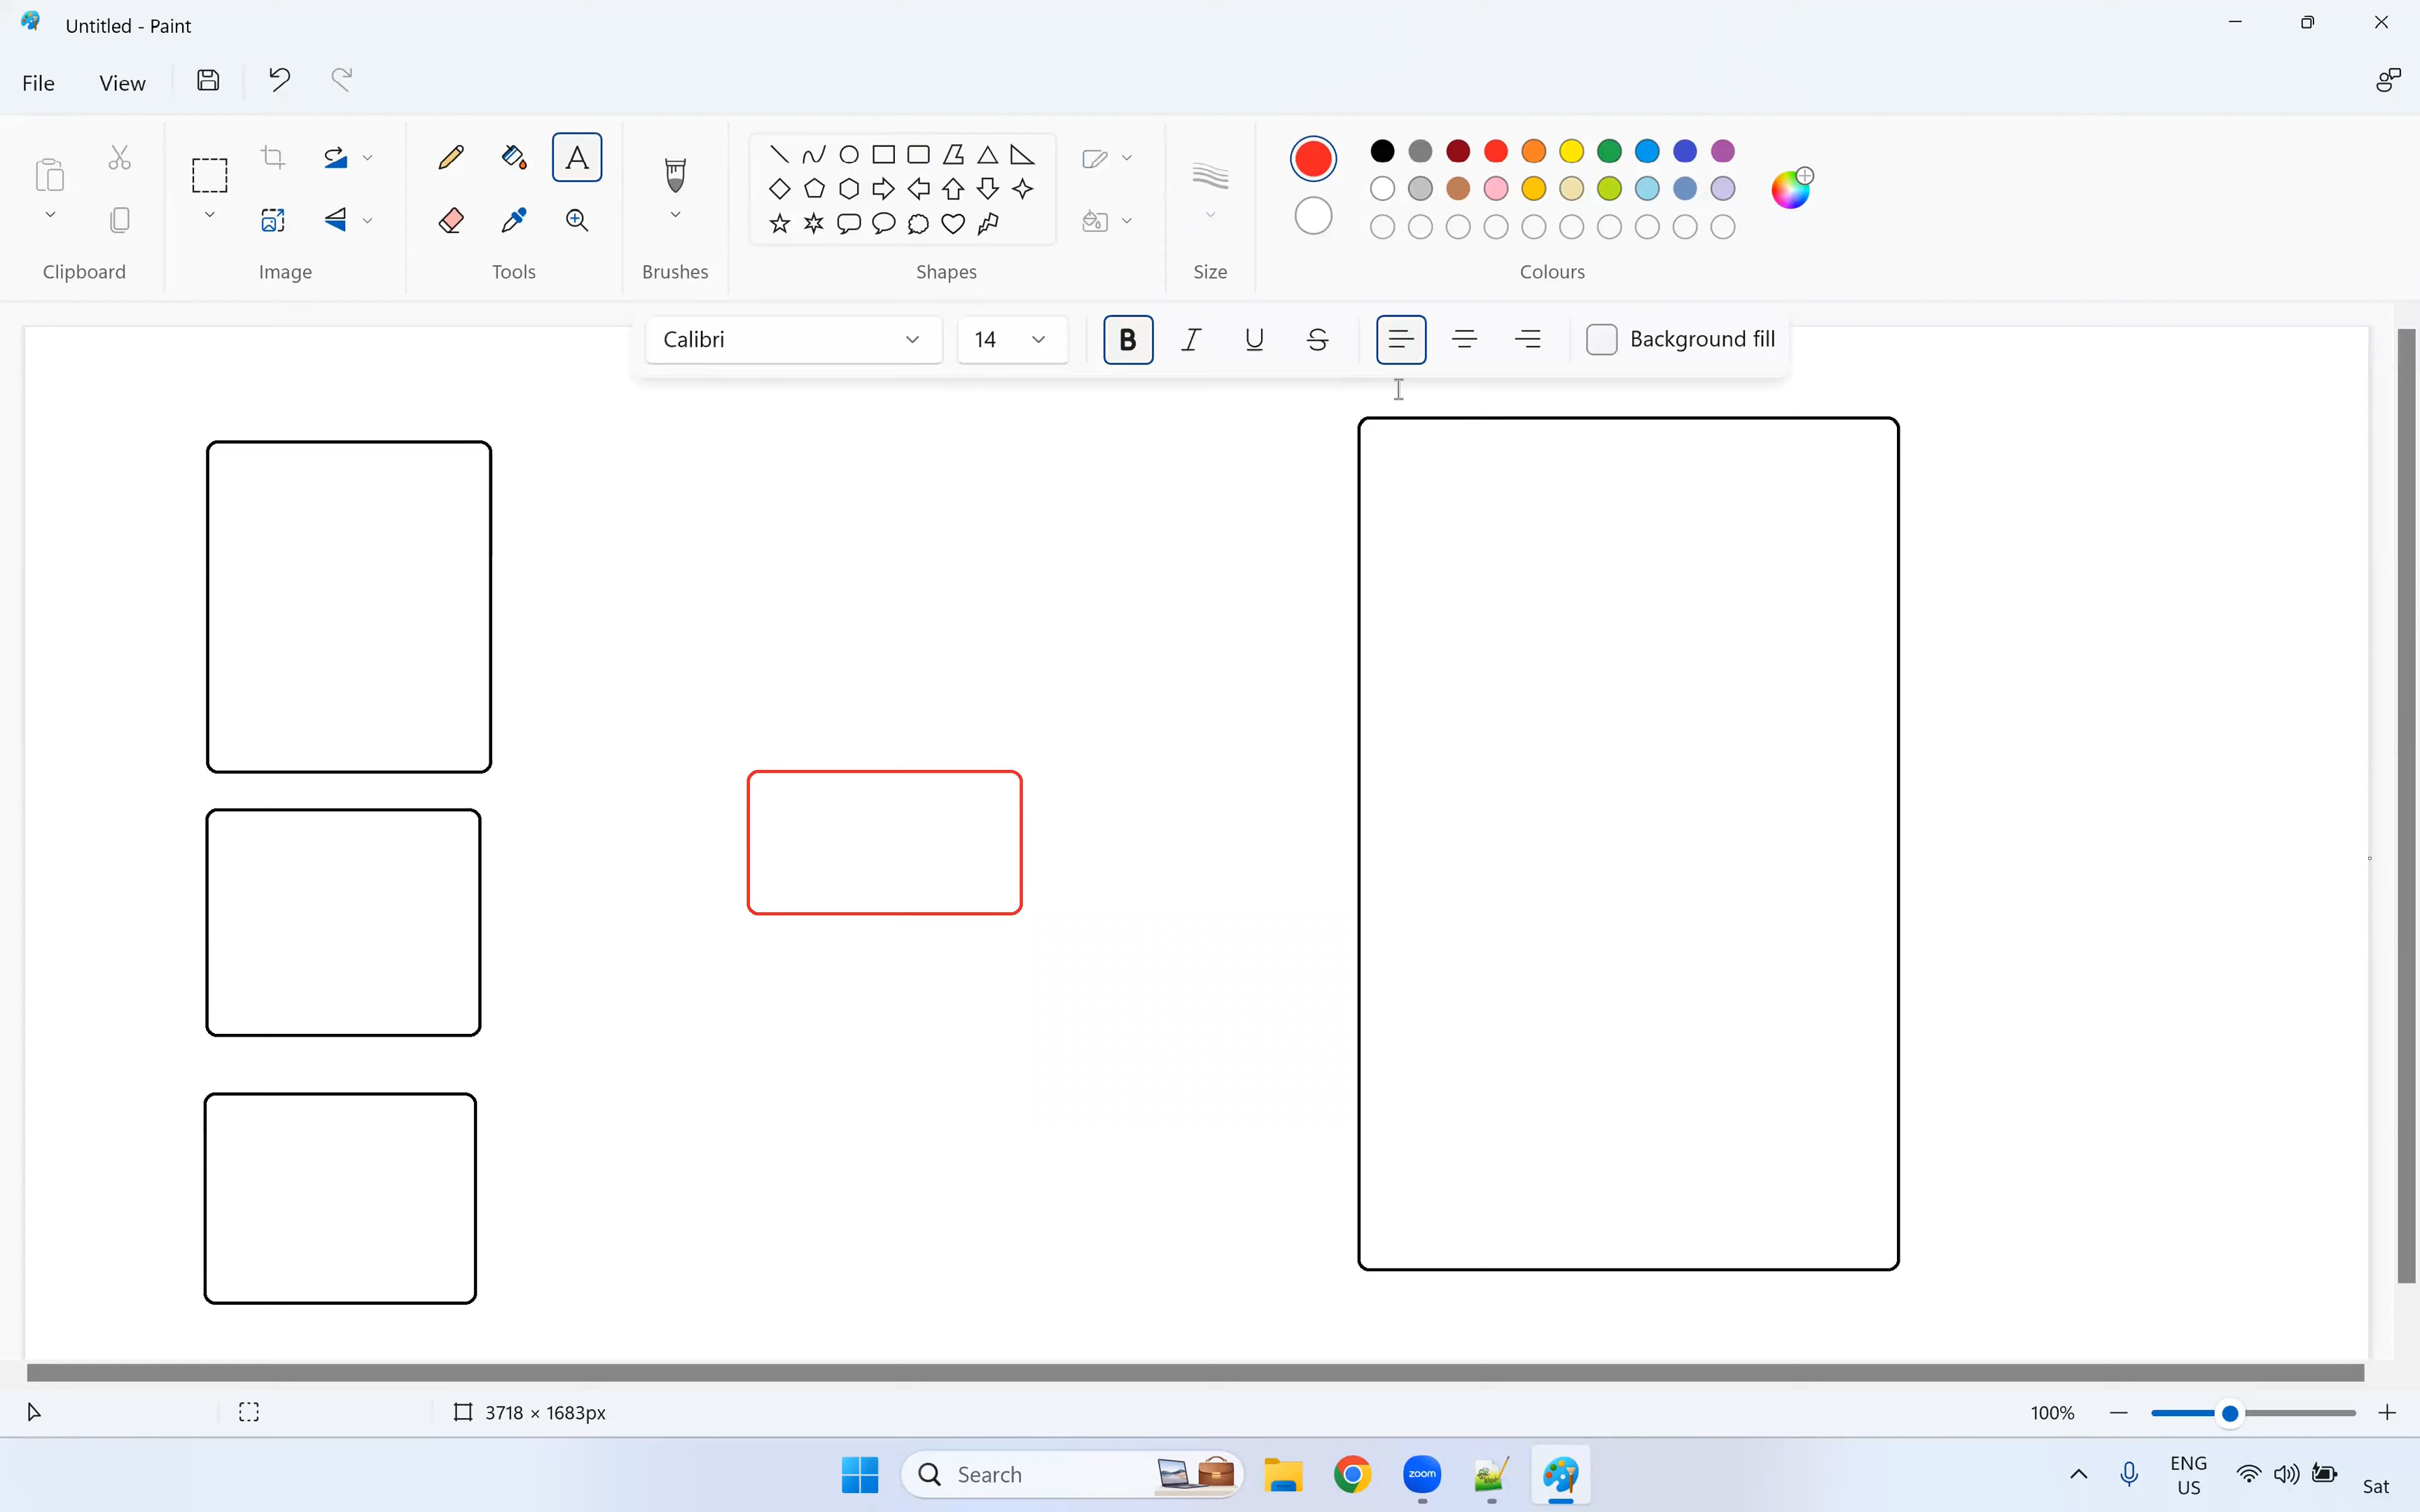 Untitled - Paint
File View
Clipboard Image Tools Brushes Shapes Size Colours
Calibri 14 B I U S Background fill
3718 × 1683px 100%
Search zoom ENG
US Sat